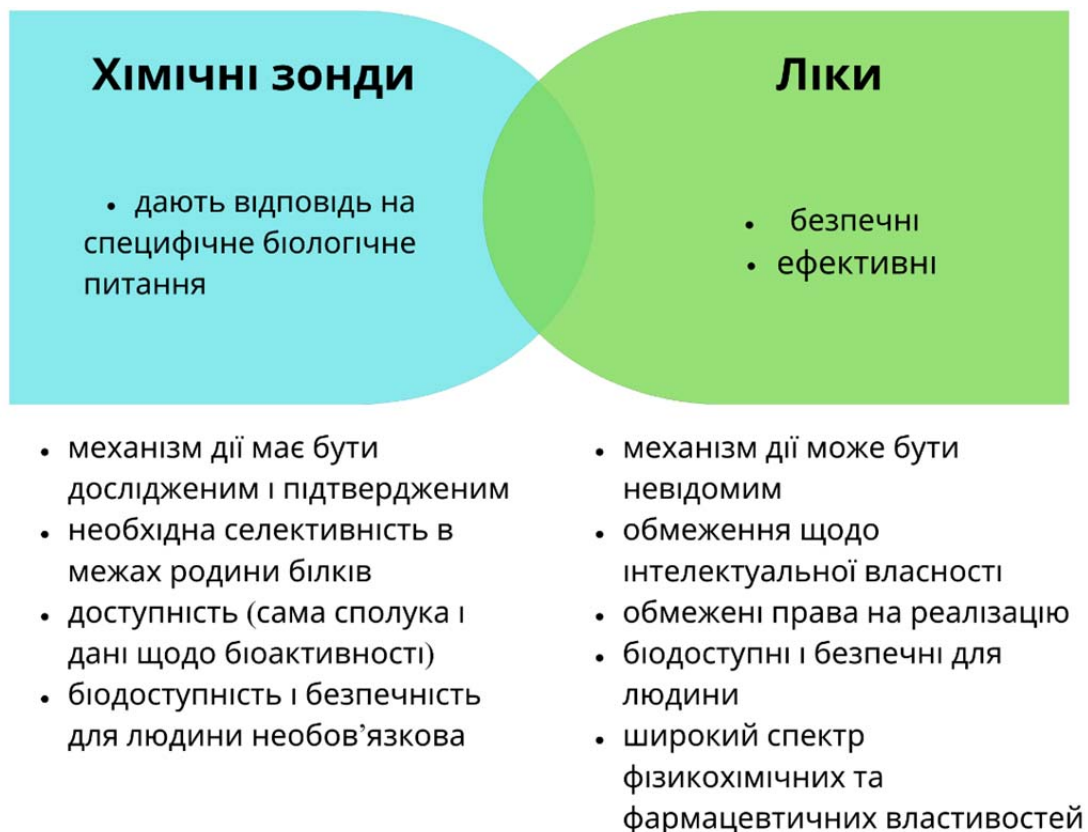 Хімічні зонди
• дають відповідь на
специфічне біологічне
питання
Ліки
• безпечні
• ефективні
• механізм дії має бути
дослідженим і підтвердженим
• необхідна селективність в
межах родини білків
• доступність (сама сполука і
дані щодо біоактивності)
• біодоступність і безпечність
для людини необов’язкова
• механізм дії може бути
невідомим
• обмеження щодо
інтелектуальної власності
• обмежені права на реалізацію
• біодоступні і безпечні для
людини
• широкий спектр
фізикохімічних та
фармацевтичних властивостей